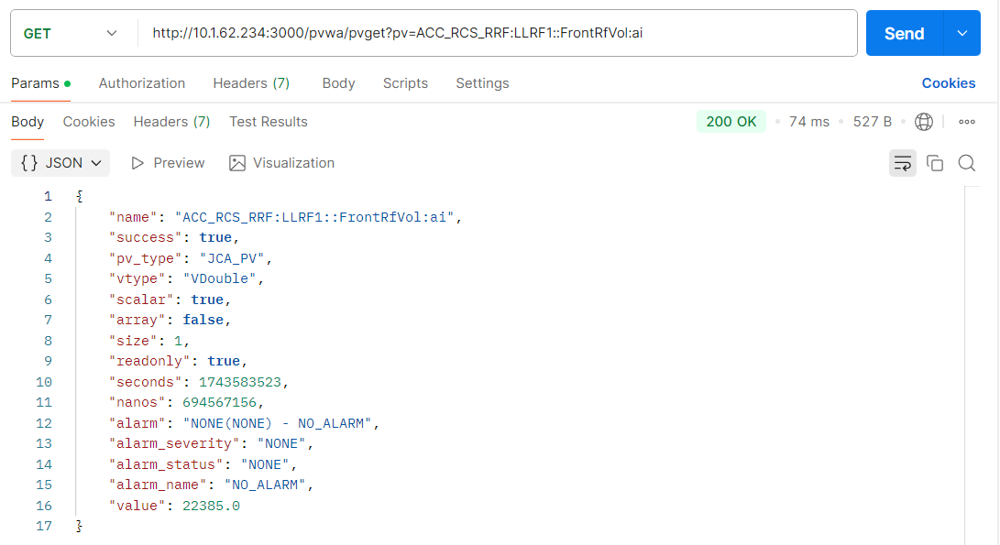 GET http://10.1.62.234:3000/pvwa/pvget?pv=ACC_RCS_RRF:LLRF1::FrontRfVol:ai Send
Params Authorization Headers (7) Body Scripts Settings Cookies
Body Cookies Headers (7) Test Results 200 OK 74 ms 527 B
{} JSON Preview Visualization
1 {
2 "name": "ACC_RCS_RRF:LLRF1::FrontRfVol:ai",
3 "success": true,
4 "pv_type": "JCA_PV",
5 "vtype": "VDouble",
6 "scalar": true,
7 "array": false,
8 "size": 1,
9 "readonly": true,
10 "seconds": 1743583523,
11 "nanos": 694567156,
12 "alarm": "NONE(NONE) - NO_ALARM",
13 "alarm_severity": "NONE",
14 "alarm_status": "NONE",
15 "alarm_name": "NO_ALARM",
16 "value": 22385.0
17 }